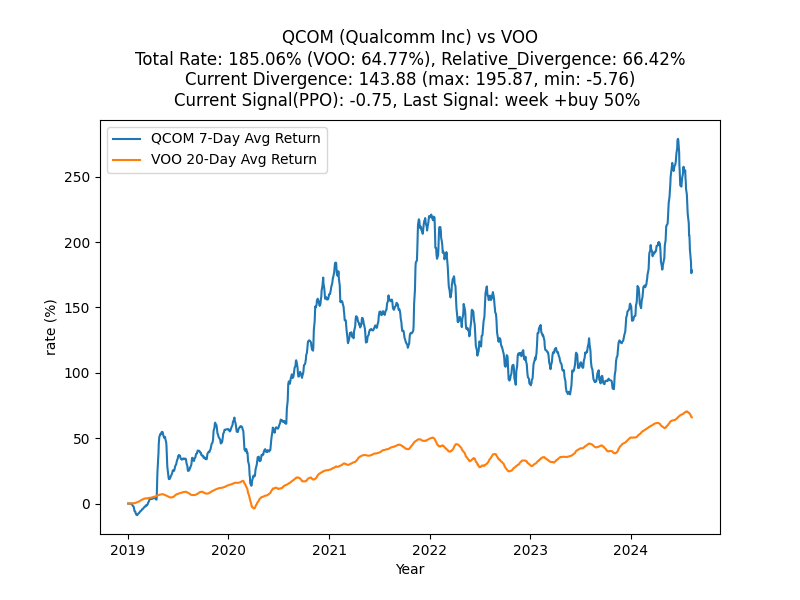 QCOM (Qualcomm Inc) vs VOO
Total Rate: 185.06% (VOO: 64.77%), Relative_Divergence: 66.42%
Current Divergence: 143.88 (max: 195.87, min: -5.76)
Current Signal(PPO): -0.75, Last Signal: week +buy 50%
QCOM 7-Day Avg Return
VOO 20-Day Avg Return
250
200
150
100
50
0
rate (%)
2019 2020 2021 2022 2023 2024
Year